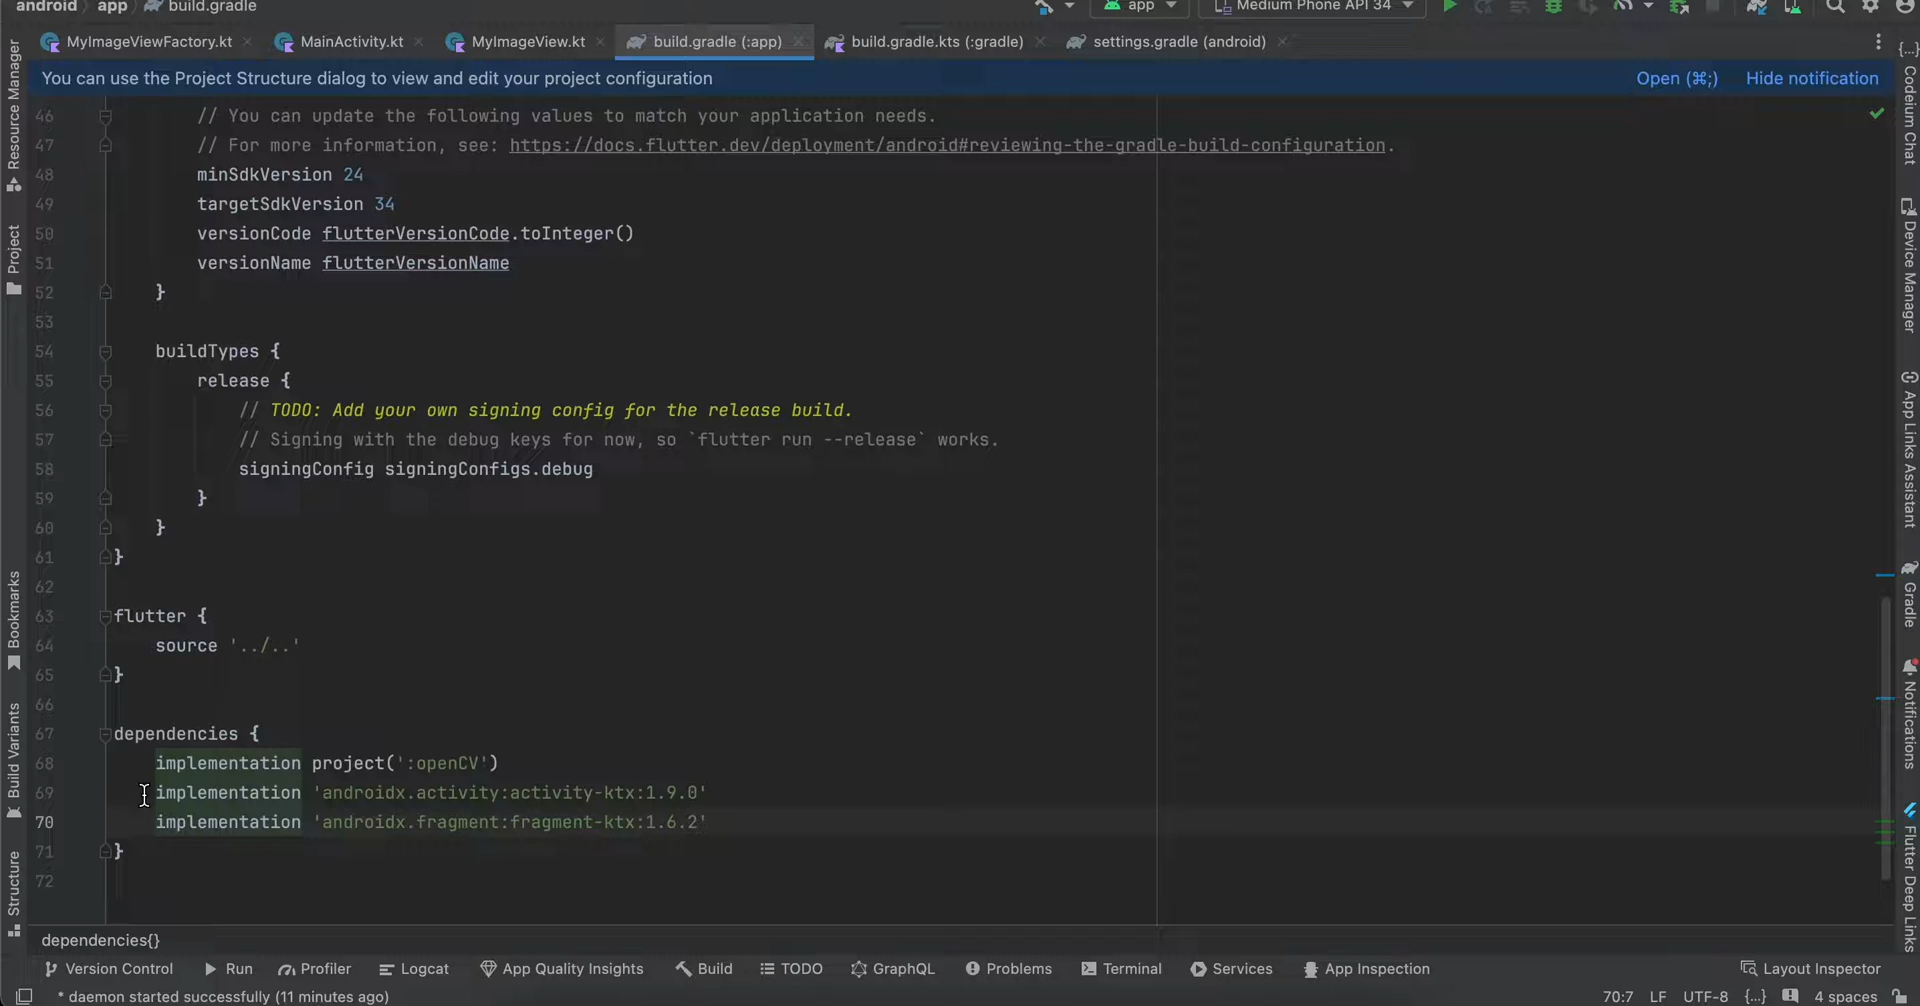 android app build.gradle
app Medium Phone API 34
MyImageViewFactory.kt MainActivity.kt MyImageView.kt build.gradle (:app) build.gradle.kts (:gradle) settings.gradle (android)
You can use the Project Structure dialog to view and edit your project configuration Open (⌘;) Hide notification
46 // You can update the following values to match your application needs.
47 // For more information, see: https://docs.flutter.dev/deployment/android#reviewing-the-gradle-build-configuration.
48 minSdkVersion 24
49 targetSdkVersion 34
50 versionCode flutterVersionCode.toInteger()
51 versionName flutterVersionName
52 }
53
54 buildTypes {
55 release {
56 // TODO: Add your own signing config for the release build.
57 // Signing with the debug keys for now, so `flutter run --release` works.
58 signingConfig signingConfigs.debug
59 }
60 }
61 }
62
63 flutter {
64 source '../..'
65 }
66
67 dependencies {
68 implementation project(':openCV')
69 implementation 'androidx.activity:activity-ktx:1.9.0'
70 implementation 'androidx.fragment:fragment-ktx:1.6.2'
71 }
72
dependencies{}
Resource Manager
Project
Bookmarks
Build Variants
Structure
{...}
Codeium Chat
Device Manager
App Links Assistant
Gradle
Notifications
Flutter Deep Links
Version Control Run Profiler Logcat App Quality Insights Build TODO GraphQL Problems Terminal Services App Inspection Layout Inspector
* daemon started successfully (11 minutes ago) 70:7 LF UTF-8 {..} 4 spaces